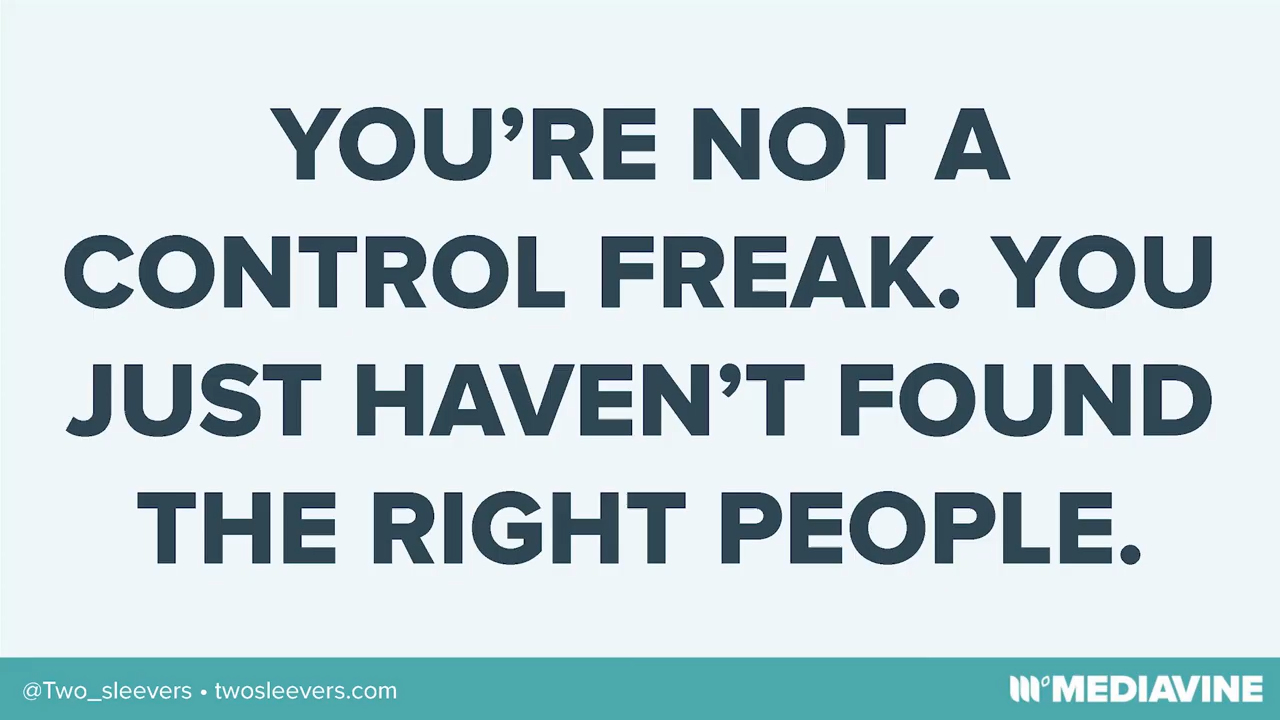 YOU’RE NOT A
CONTROL FREAK. YOU
JUST HAVEN’T FOUND
THE RIGHT PEOPLE.
@Two_sleevers • twosleevers.com
MEDIAVINE